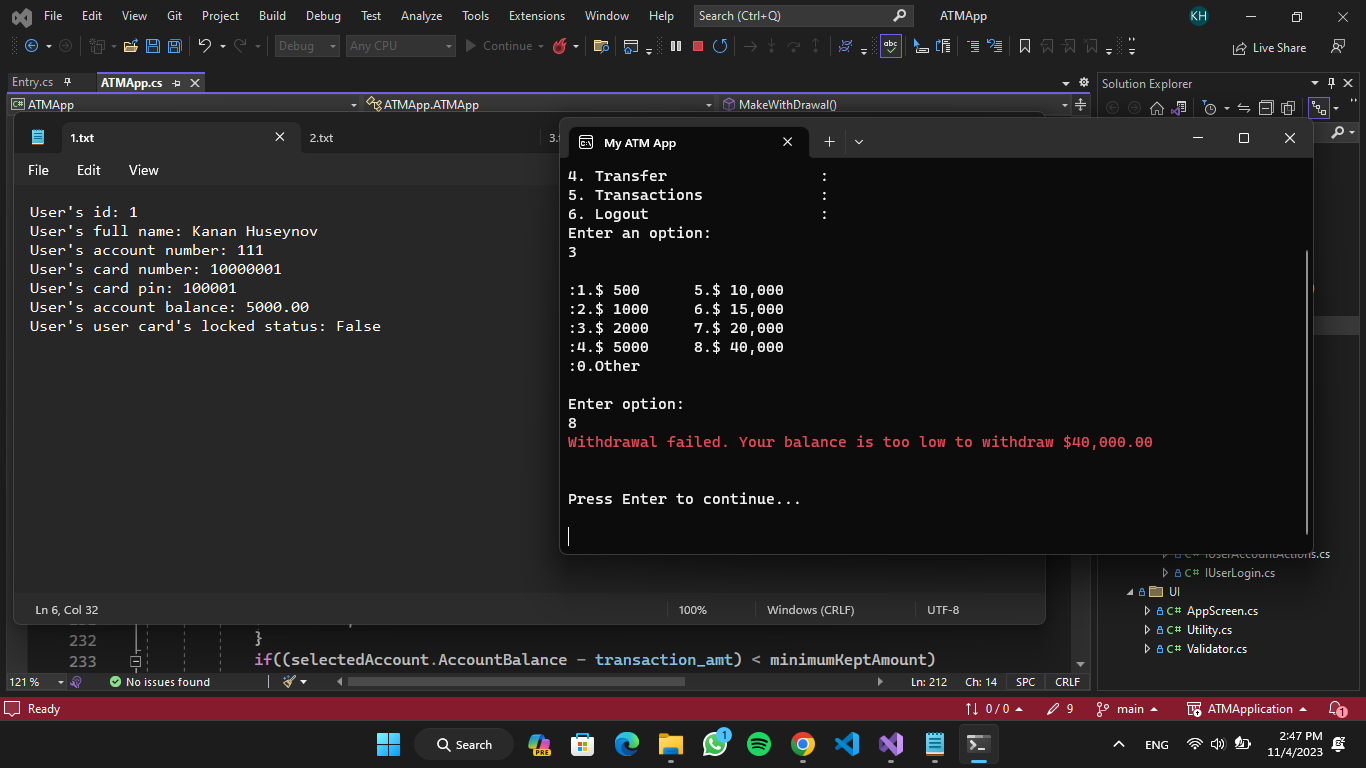 File Edit View Git Project Build Debug Test Analyze Tools Extensions Window Help Search (Ctrl+Q) ATMApp KH
Debug Any CPU Continue abc Live Share
Entry.cs ATMApp.cs
Solution Explorer
C# ATMApp ATMApp.ATMApp MakeWithDrawal()
1.txt 2.txt
File Edit View
User's id: 1
User's full name: Kanan Huseynov
User's account number: 111
User's card number: 10000001
User's card pin: 100001
User's account balance: 5000.00
User's user card's locked status: False
Ln 6, Col 32 100% Windows (CRLF) UTF-8
My ATM App
4. Transfer :
5. Transactions :
6. Logout :
Enter an option:
3
:1.$ 500 5.$ 10,000
:2.$ 1000 6.$ 15,000
:3.$ 2000 7.$ 20,000
:4.$ 5000 8.$ 40,000
:0.Other
Enter option:
8
Withdrawal failed. Your balance is too low to withdraw $40,000.00
Press Enter to continue...
C# IUserAccountActions.cs
C# IUserLogin.cs
UI
C# AppScreen.cs
C# Utility.cs
C# Validator.cs
232 }
233 if((selectedAccount.AccountBalance - transaction_amt) < minimumKeptAmount)
121 % No issues found Ln: 212 Ch: 14 SPC CRLF
Ready 0 / 0 9 main ATMApplication 1
Search PRE 1 ENG 2:47 PM
11/4/2023